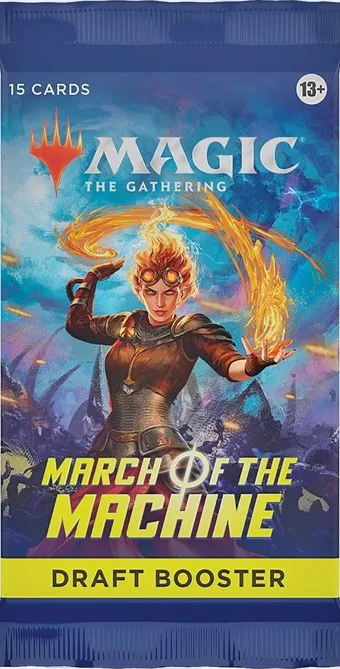 15 CARDS
13+
MAGIC
THE GATHERING
MARCH OF THE
MACHINE
DRAFT BOOSTER